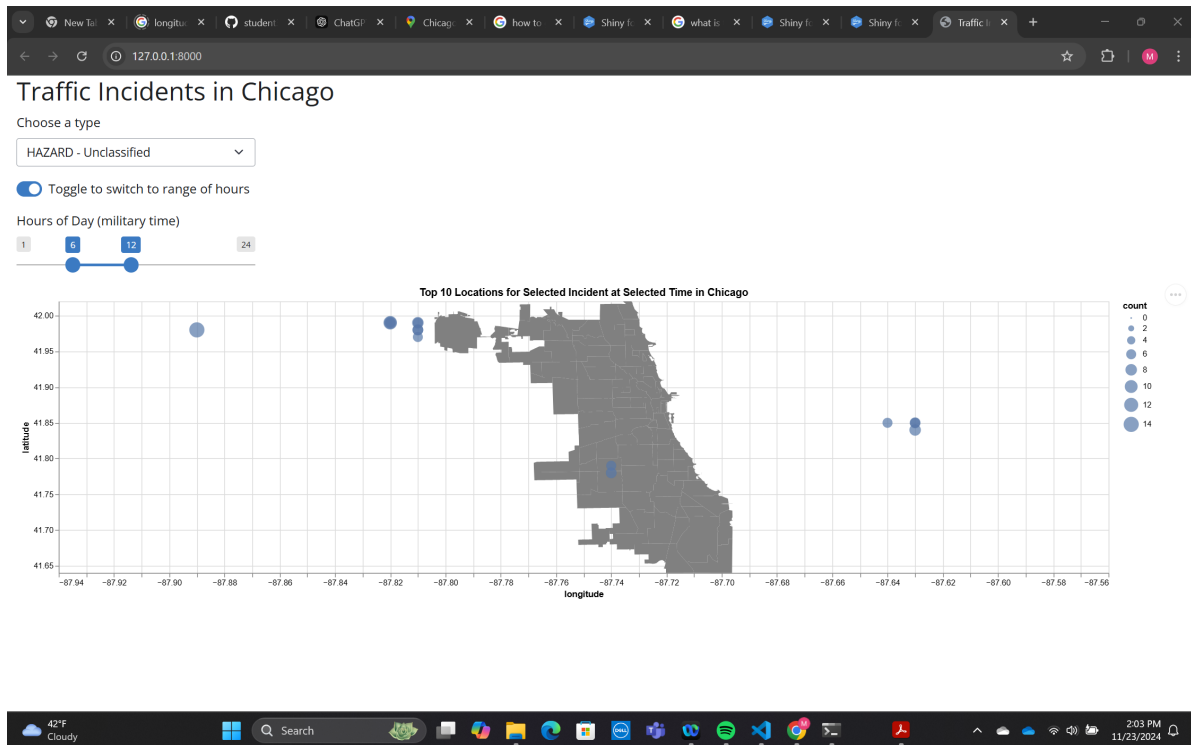 New Tal
longitud
student:
ChatGP
Chicago
how to
Shiny fo
what is
Shiny fo
Shiny fo
Traffic In
127.0.0.1:8000
M
Traffic Incidents in Chicago
Choose a type
HAZARD - Unclassified
Toggle to switch to range of hours
Hours of Day (military time)
1 6 12 24
Top 10 Locations for Selected Incident at Selected Time in Chicago
count
0
2
4
6
8
10
12
14
latitude
42.00
41.95
41.90
41.85
41.80
41.75
41.70
41.65
−87.94 −87.92 −87.90 −87.88 −87.86 −87.84 −87.82 −87.80 −87.78 −87.76 −87.74 −87.72 −87.70 −87.68 −87.66 −87.64 −87.62 −87.60 −87.58 −87.56
longitude
42°F
Cloudy
Search
DELL
M
2:03 PM
11/23/2024